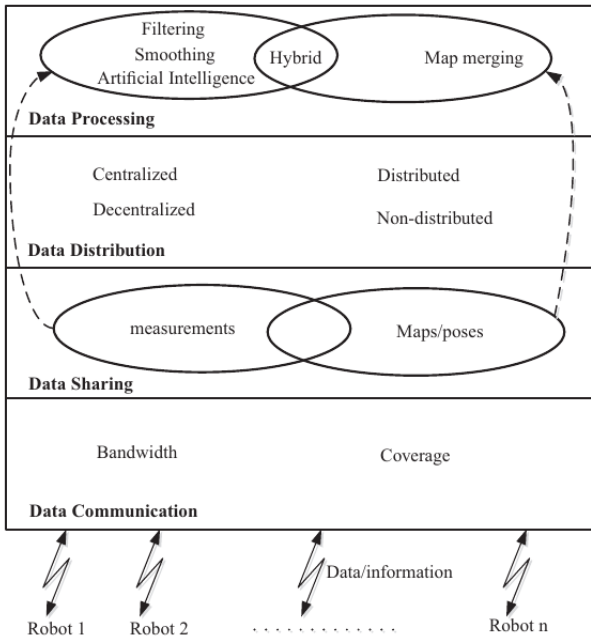 Filtering
Smoothing
Artificial Intelligence
Hybrid
Map merging
Data Processing
Centralized
Distributed
Decentralized
Non-distributed
Data Distribution
measurements
Maps/poses
Data Sharing
Bandwidth
Coverage
Data Communication
Data/information
Robot 1
Robot 2
. . . . . . . . . . . . .
Robot n